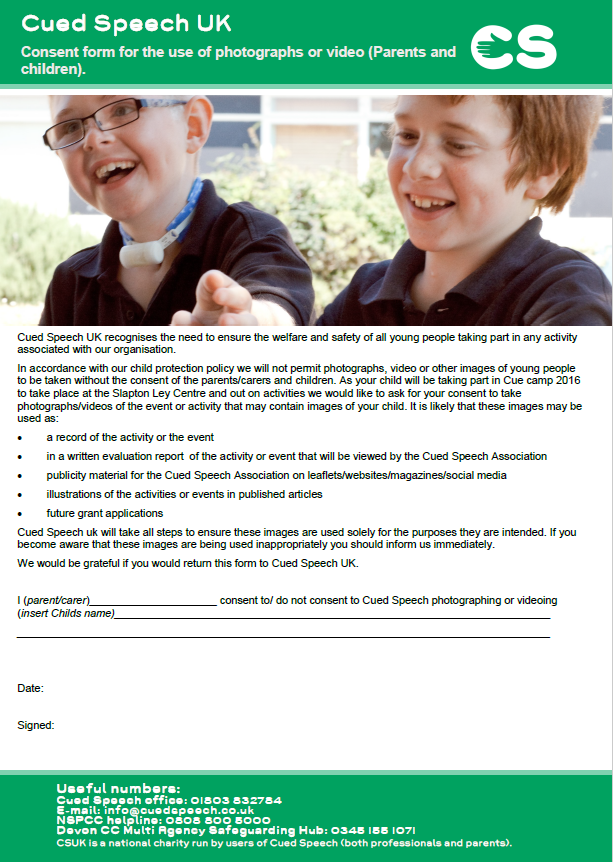 Cued Speech UK
Consent form for the use of photographs or video (Parents and
children).
CS
Cued Speech UK recognises the need to ensure the welfare and safety of all young people taking part in any activity
associated with our organisation.
In accordance with our child protection policy we will not permit photographs, video or other images of young people
to be taken without the consent of the parents/carers and children. As your child will be taking part in Cue camp 2016
to take place at the Slapton Ley Centre and out on activities we would like to ask for your consent to take
photographs/videos of the event or activity that may contain images of your child. It is likely that these images may be
used as:
• a record of the activity or the event
• in a written evaluation report of the activity or event that will be viewed by the Cued Speech Association
• publicity material for the Cued Speech Association on leaflets/websites/magazines/social media
• illustrations of the activities or events in published articles
• future grant applications
Cued Speech uk will take all steps to ensure these images are used solely for the purposes they are intended. If you
become aware that these images are being used inappropriately you should inform us immediately.
We would be grateful if you would return this form to Cued Speech UK.
I (parent/carer)_____________________ consent to/ do not consent to Cued Speech photographing or videoing
(insert Childs name)_____________________
Date:
Signed:
Useful numbers:
Cued Speech office: 01803 832784
E-mail: info@cuedspeech.co.uk
NSPCC helpline: 0808 800 5000
Devon CC Multi Agency Safeguarding Hub: 0345 155 1071
CSUK is a national charity run by users of Cued Speech (both professionals and parents).